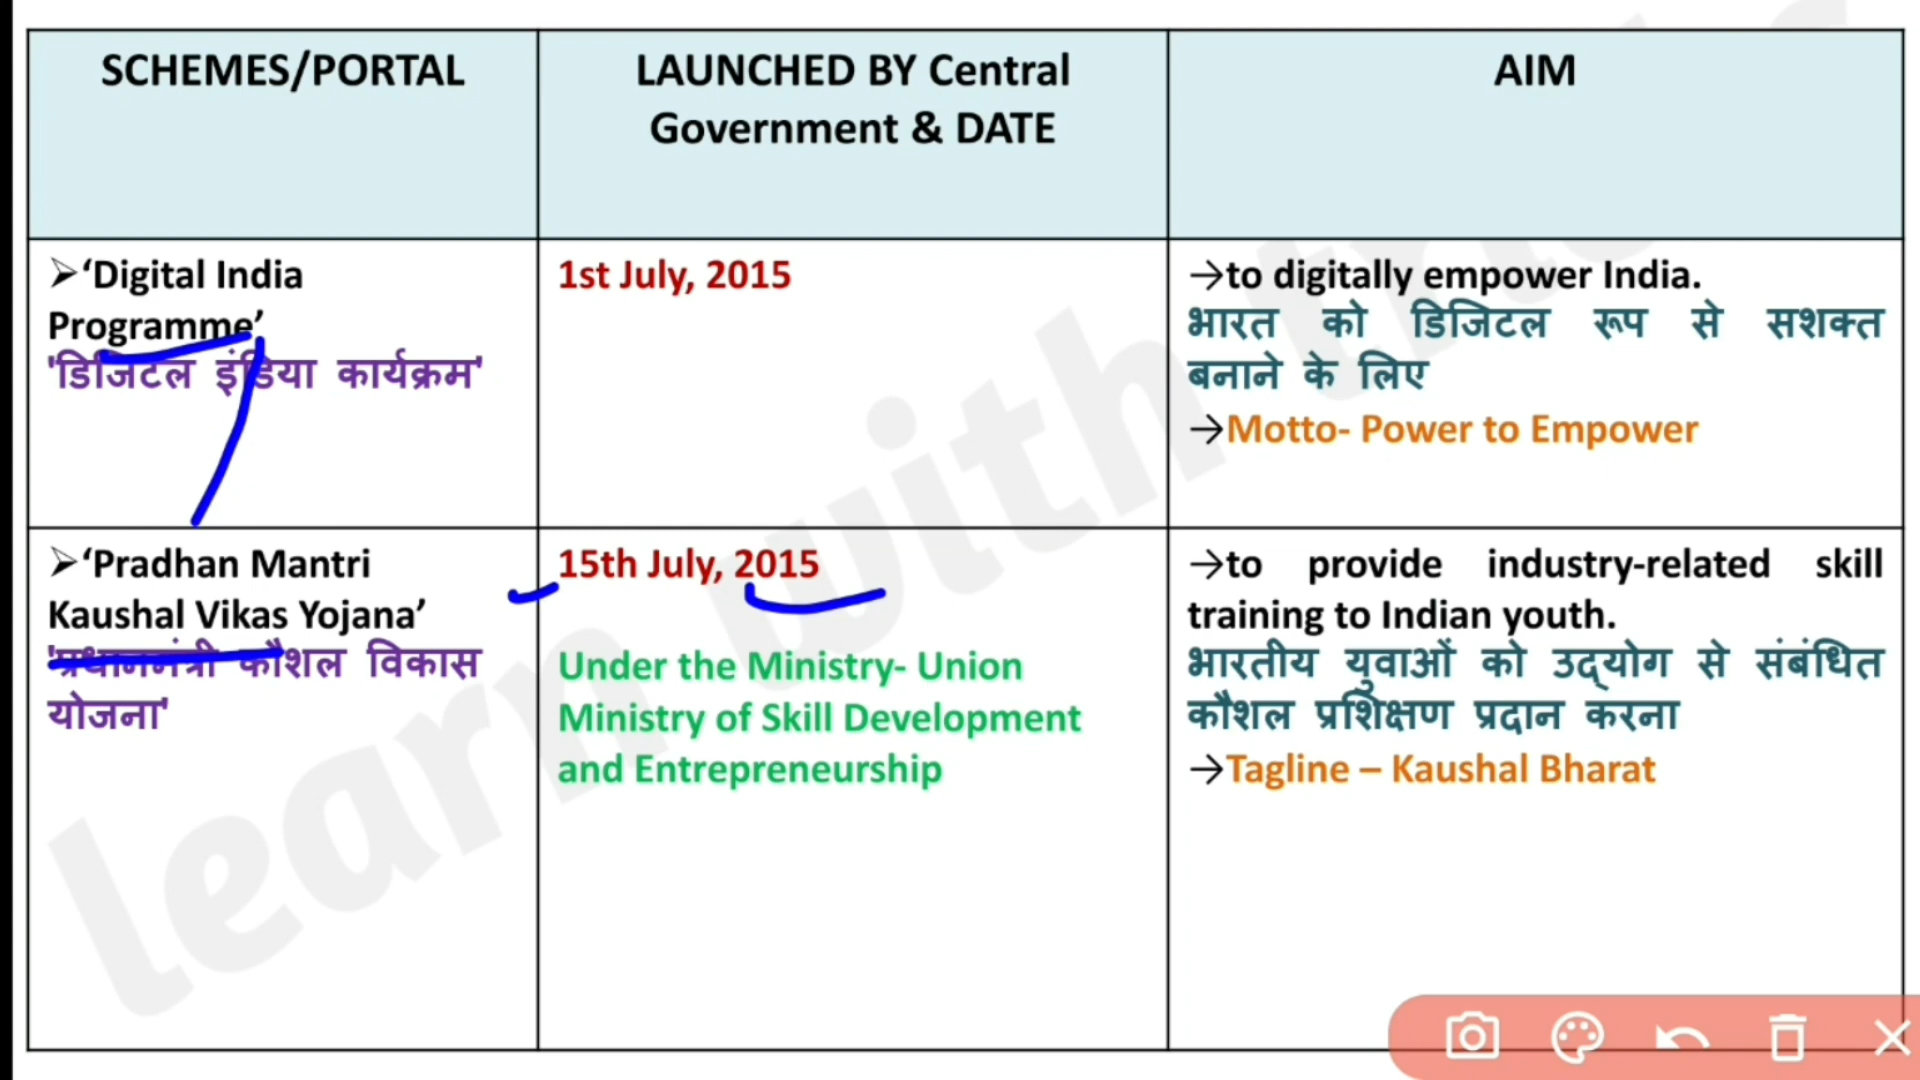 SCHEMES/PORTAL
LAUNCHED BY Central
Government & DATE
AIM
➢‘Digital India
Programme’
'डिजिटल इंडिया कार्यक्रम'
1st July, 2015
→to digitally empower India.
भारत को डिजिटल रूप से सशक्त
बनाने के लिए
→Motto- Power to Empower
➢‘Pradhan Mantri
Kaushal Vikas Yojana’
'प्रधानमंत्री कौशल विकास
योजना'
15th July, 2015
Under the Ministry- Union
Ministry of Skill Development
and Entrepreneurship
→to provide industry-related skill
training to Indian youth.
भारतीय युवाओं को उद्योग से संबंधित
कौशल प्रशिक्षण प्रदान करना
→Tagline – Kaushal Bharat
learn with